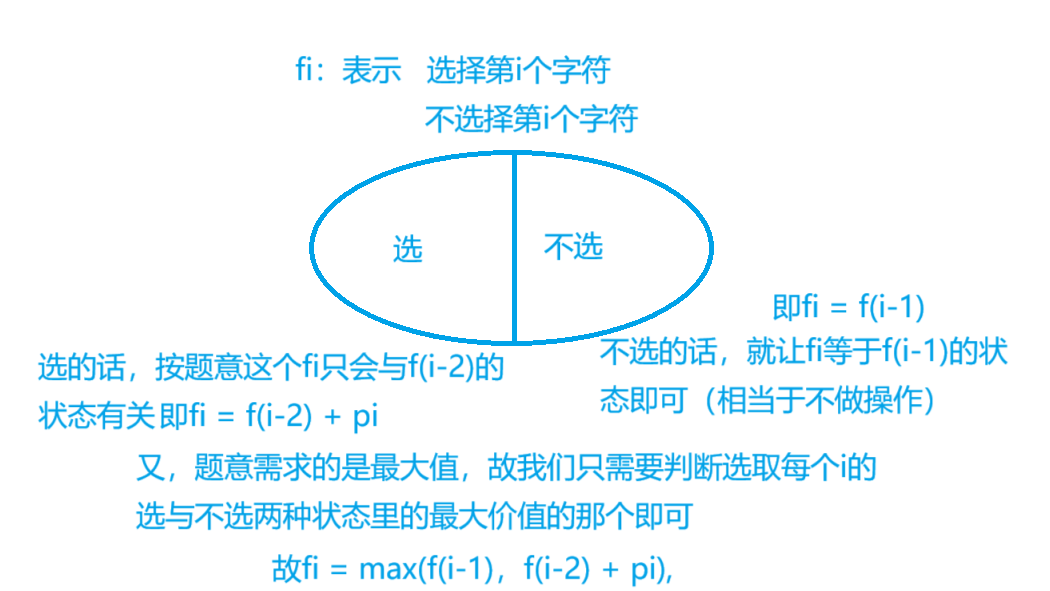 fi：表示 选择第i个字符
不选择第i个字符
选
不选
即fi = f(i-1)
不选的话，就让fi等于f(i-1)的状
态即可（相当于不做操作）
选的话，按题意这个fi只会与f(i-2)的
状态有关即fi = f(i-2) + pi
又，题意需求的是最大值，故我们只需要判断选取每个i的
选与不选两种状态里的最大价值的那个即可
故fi = max(f(i-1)，f(i-2) + pi),